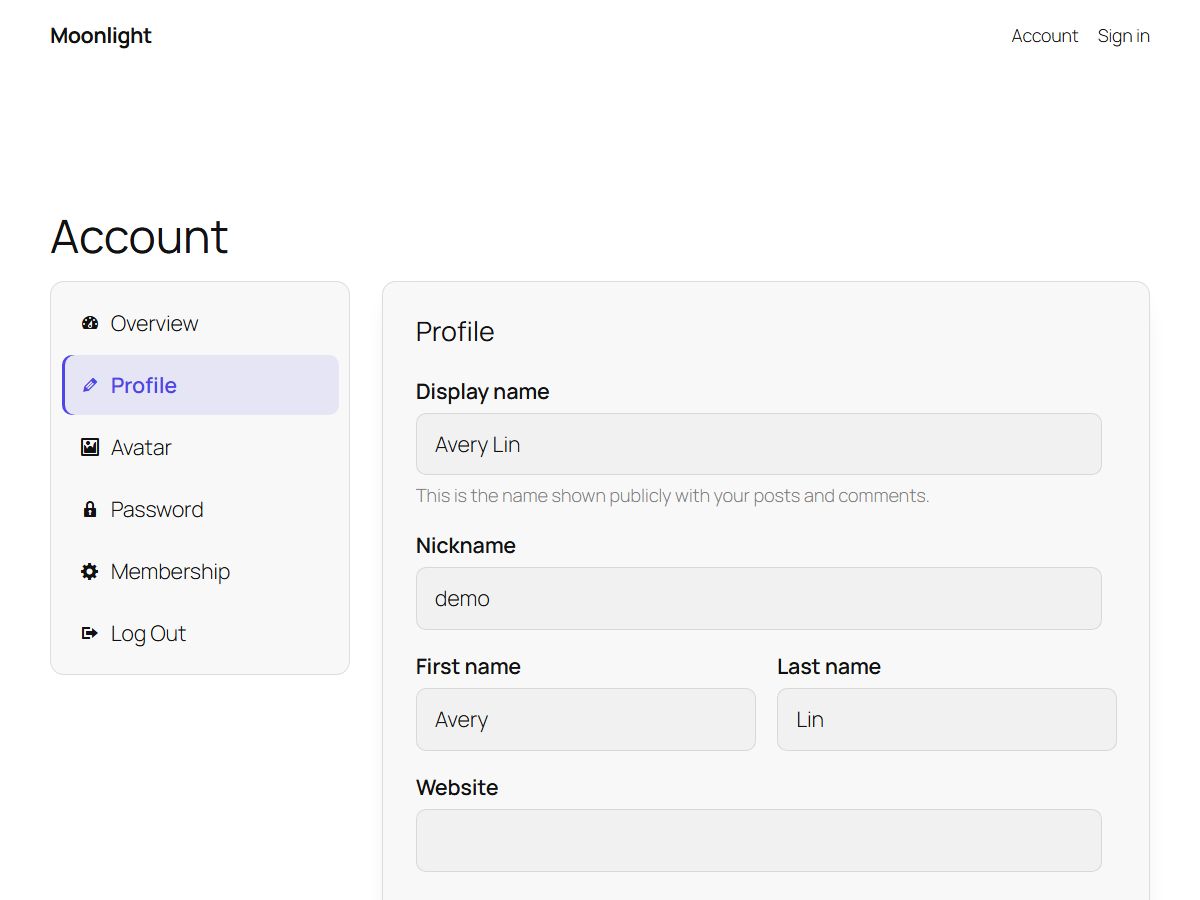 Moonlight
Account Sign in
Account
Overview
Profile
Avatar
Password
Membership
Log Out
Profile
Display name
Avery Lin
This is the name shown publicly with your posts and comments.
Nickname
demo
First name Last name
Avery Lin
Website